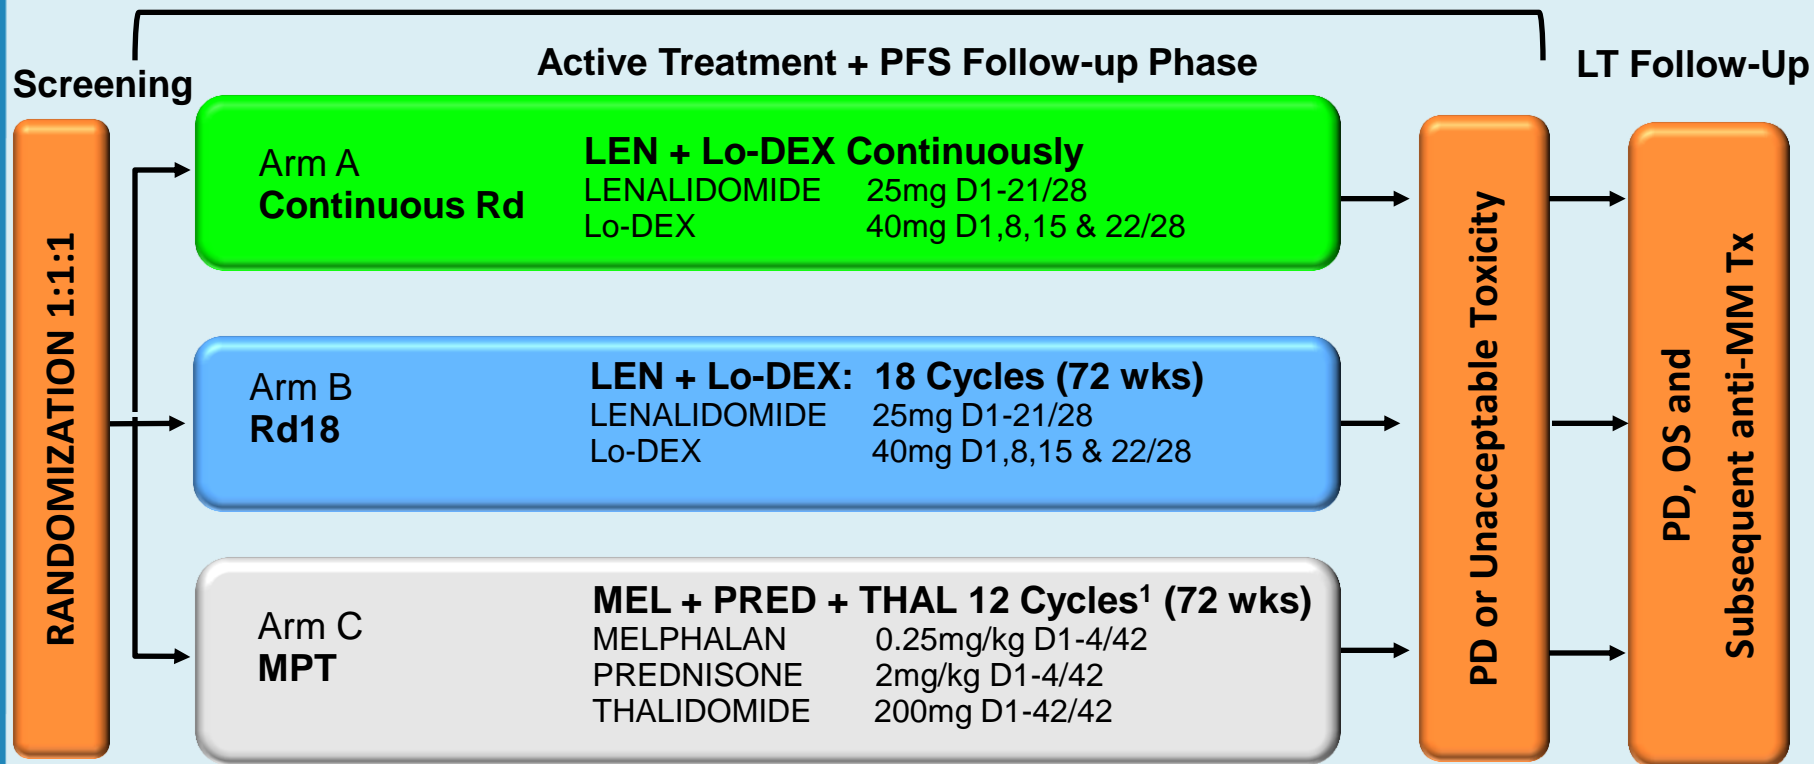 Screening
Active Treatment + PFS Follow-up Phase
LT Follow-Up
RANDOMIZATION 1:1:1
Arm A
Continuous Rd
LEN + Lo-DEX Continuously
LENALIDOMIDE 25mg D1-21/28
Lo-DEX 40mg D1,8,15 & 22/28
Arm B
Rd18
LEN + Lo-DEX: 18 Cycles (72 wks)
LENALIDOMIDE 25mg D1-21/28
Lo-DEX 40mg D1,8,15 & 22/28
Arm C
MPT
MEL + PRED + THAL 12 Cycles¹ (72 wks)
MELPHALAN 0.25mg/kg D1-4/42
PREDNISONE 2mg/kg D1-4/42
THALIDOMIDE 200mg D1-42/42
PD or Unacceptable Toxicity
PD, OS and
Subsequent anti-MM Tx